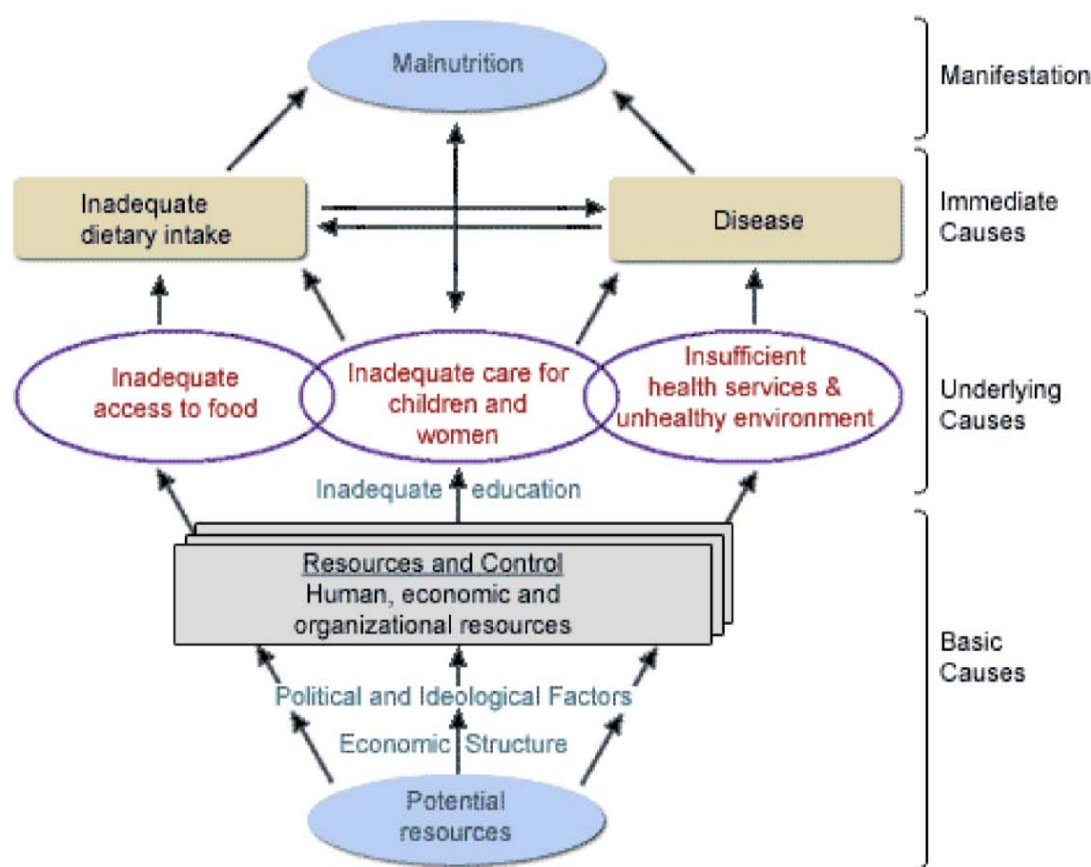 Malnutrition
Manifestation
Inadequate
dietary intake
Disease
Immediate
Causes
Inadequate
access to food
Inadequate care for
children and
women
Insufficient
health services &
unhealthy environment
Underlying
Causes
Inadequate education
Resources and Control
Human, economic and
organizational resources
Basic
Causes
Political and Ideological Factors
Economic Structure
Potential
resources